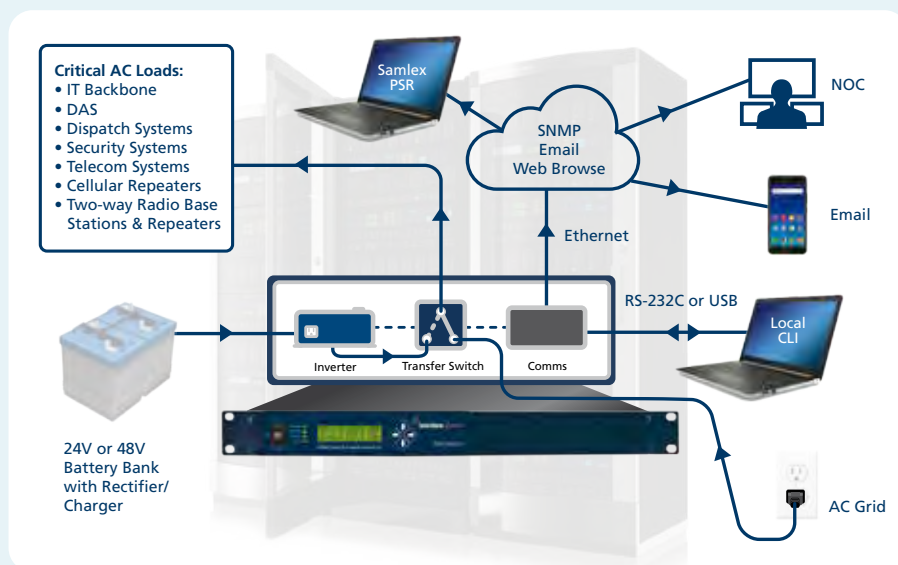 Critical AC Loads:
• IT Backbone
• DAS
• Dispatch Systems
• Security Systems
• Telecom Systems
• Cellular Repeaters
• Two-way Radio Base
Stations & Repeaters
Samlex
PSR
SNMP
Email
Web Browse
NOC
Email
Ethernet
RS-232C or USB
Local
CLI
Inverter
Transfer Switch
Comms
24V or 48V
Battery Bank
with Rectifier/
Charger
AC Grid